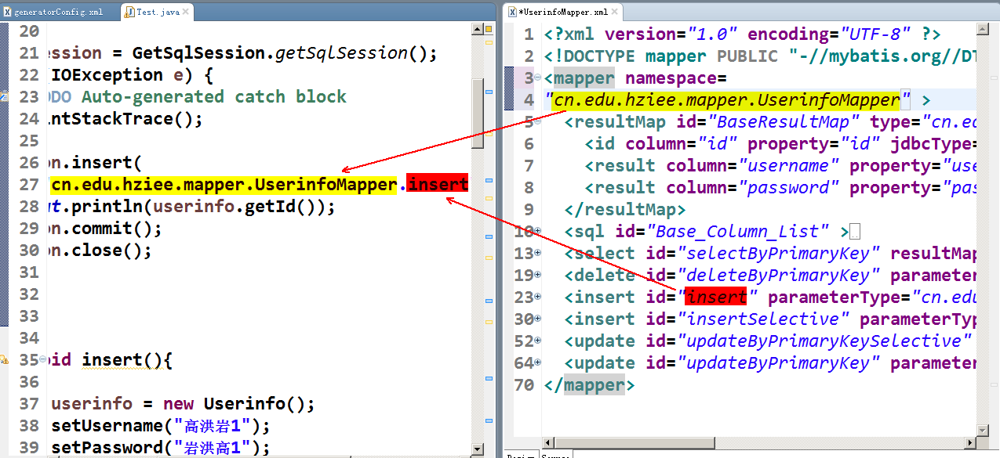 generatorConfig.xml
Test.java
20
21 ession = GetSqlSession.getSqlSession();
22 IOException e) {
23 ODO Auto-generated catch block
24 ntStackTrace();
25
26 on.insert(
27 cn.edu.hziee.mapper.UserinfoMapper.insert
28 ut.println(userinfo.getId());
29 on.commit();
30 on.close();
31
32
33
34
35 oid insert(){
36
37 userinfo = new Userinfo();
38 setUsername("高洪岩1");
39 setPassword("岩洪高1");
*UserinfoMapper.xml
1 <?xml version="1.0" encoding="UTF-8" ?>
2 <!DOCTYPE mapper PUBLIC "-//mybatis.org//DT
3 <mapper namespace=
4 "cn.edu.hziee.mapper.UserinfoMapper" >
5 <resultMap id="BaseResultMap" type="cn.ed
6 <id column="id" property="id" jdbcType=
7 <result column="username" property="use
8 <result column="password" property="pas
9 </resultMap>
10 <sql id="Base_Column_List" >
13 <select id="selectByPrimaryKey" resultMap
19 <delete id="deleteByPrimaryKey" parameter
23 <insert id="insert" parameterType="cn.edu
30 <insert id="insertSelective" parameterTyp
52 <update id="updateByPrimaryKeySelective"
64 <update id="updateByPrimaryKey" parameter
70 </mapper>